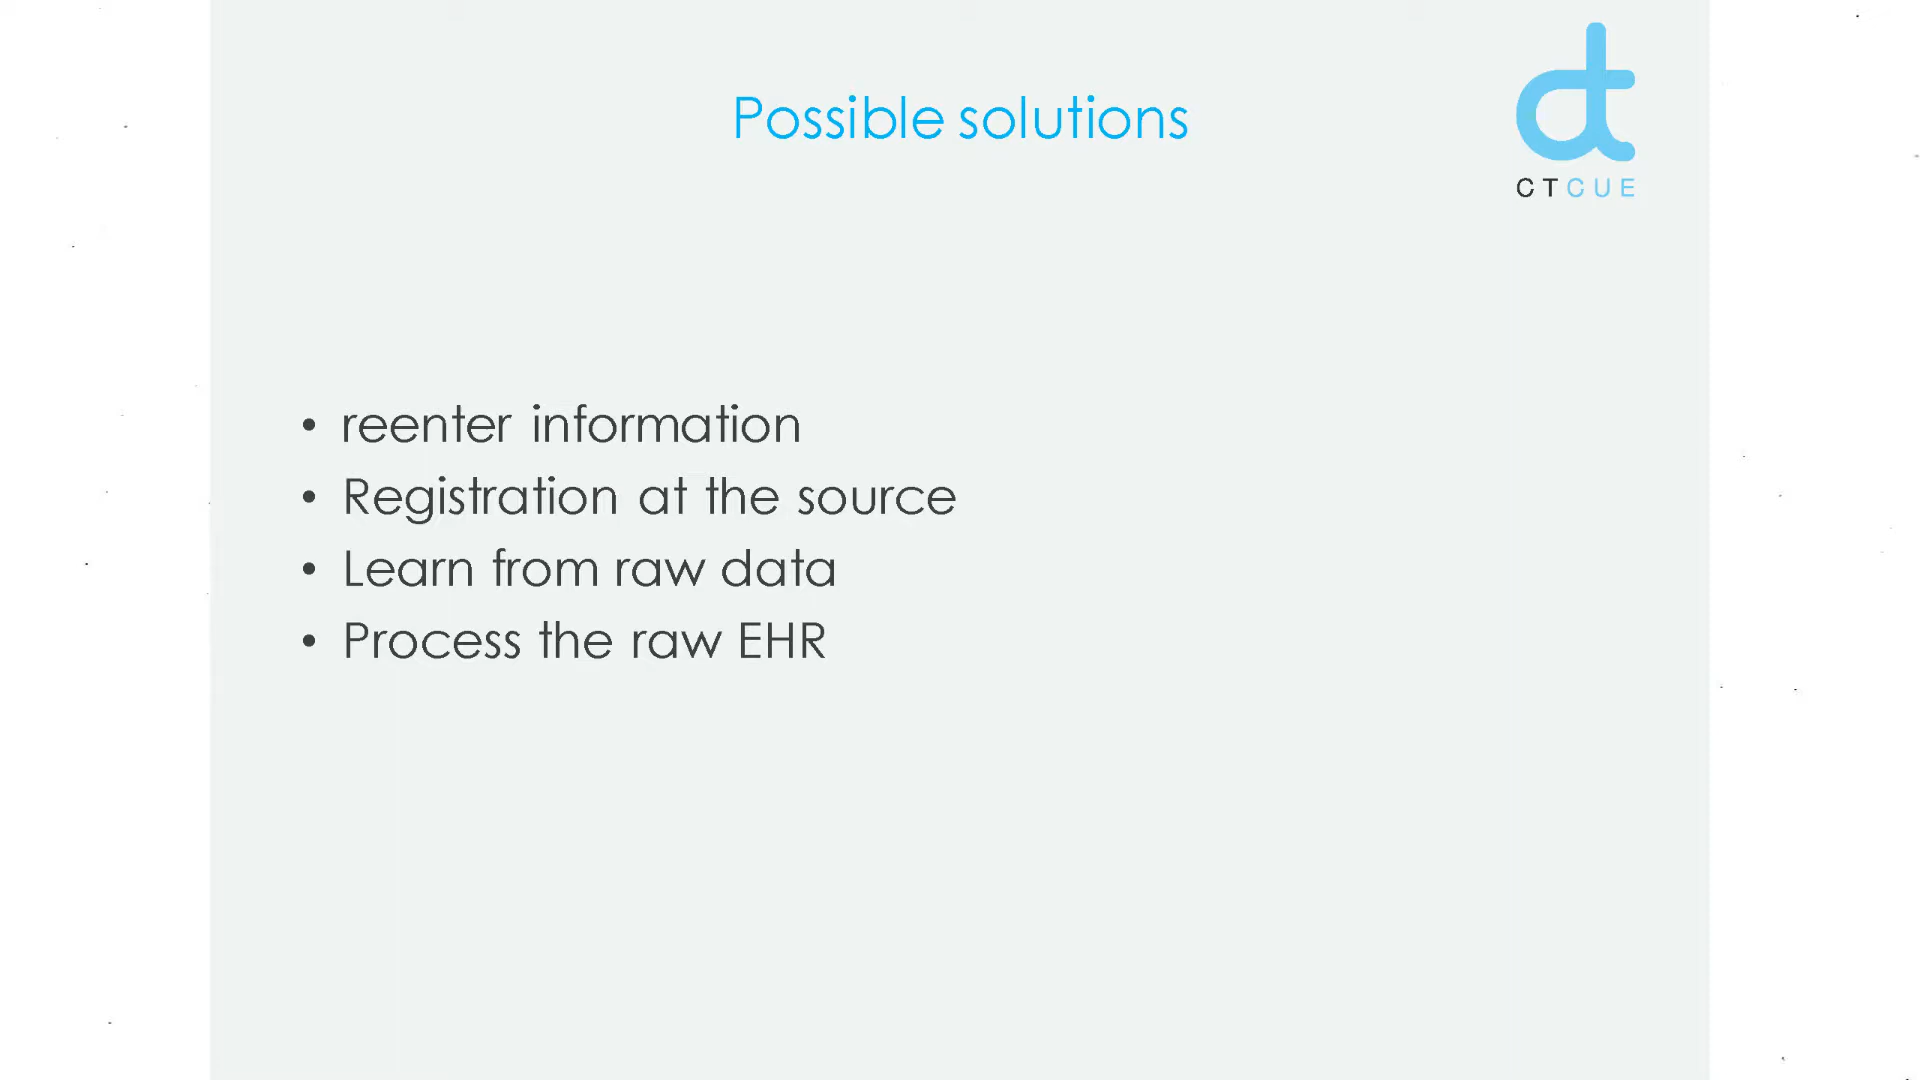 Possible solutions
CTCUE
• reenter information
• Registration at the source
• Learn from raw data
• Process the raw EHR